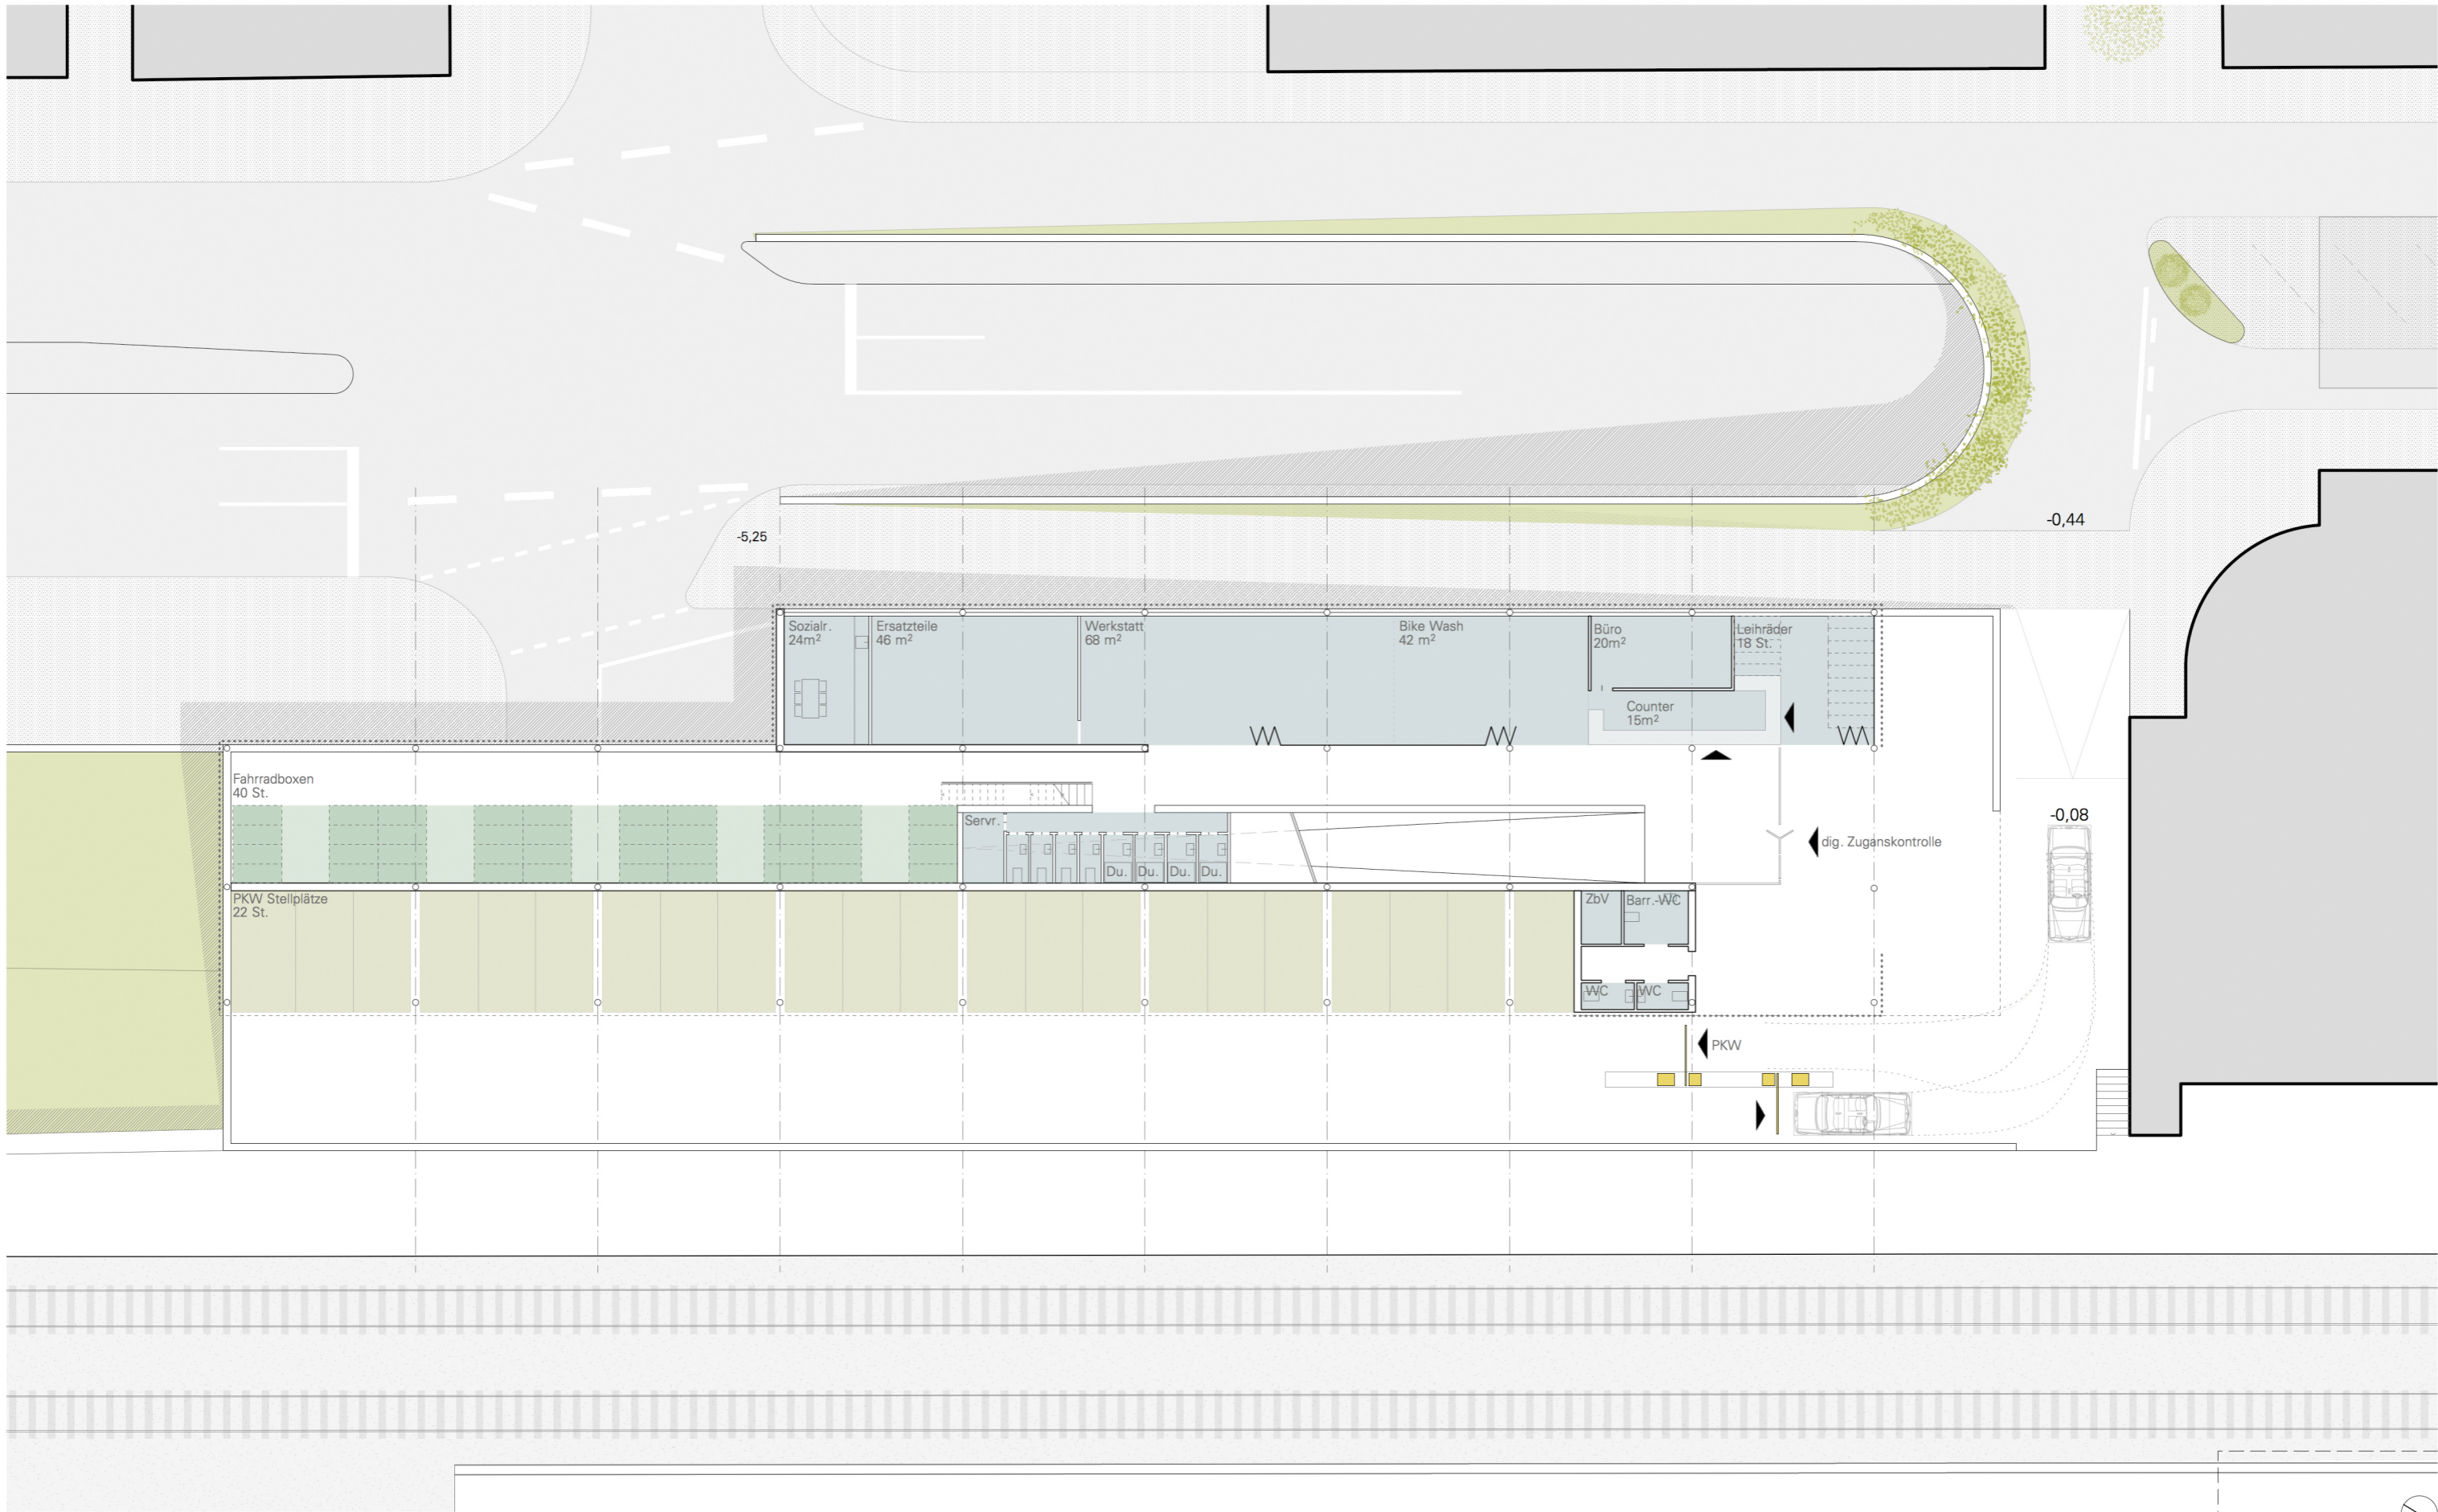 -0,44
-5,25
Sozialr.
24m²
Ersatzteile
46 m²
Werkstatt
68 m²
Bike Wash
42 m²
Büro
20m²
Leihräder
18 St.
Counter
15m²
Fahrradboxen
40 St.
-0,08
Servr.
dig. Zuganskontrolle
Du.
Du.
Du.
Du.
PKW Stellplätze
22 St.
ZbV
Barr.-WC
WC
WC
PKW